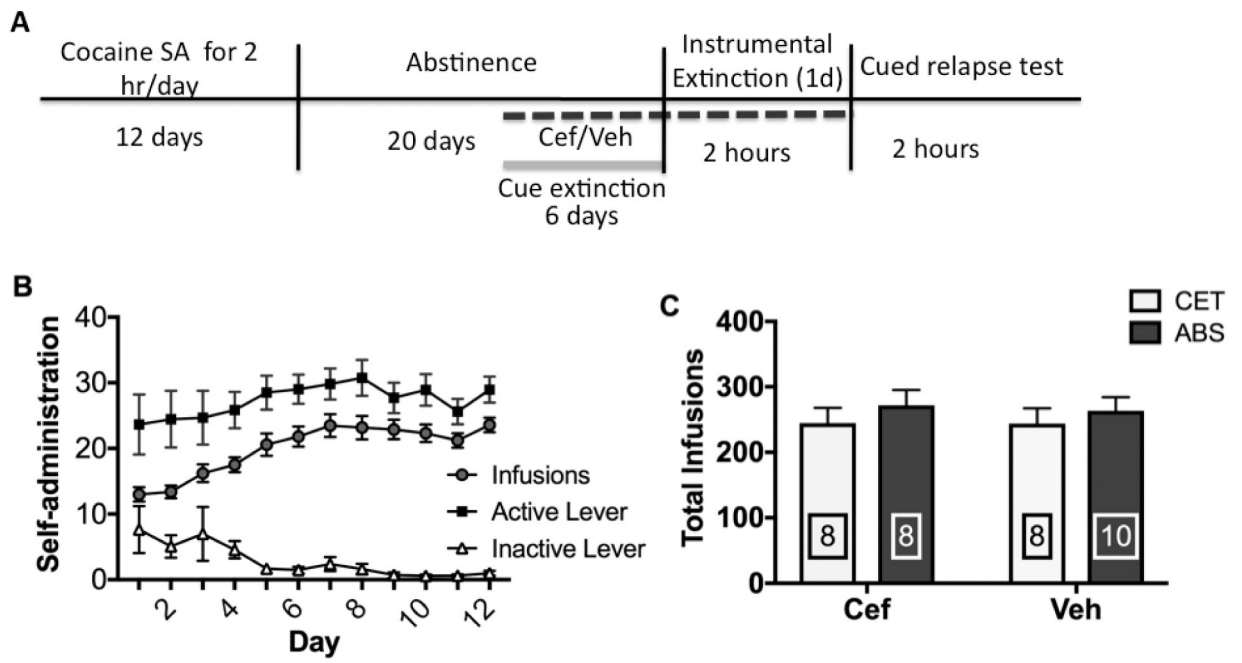 A
Cocaine SA for 2
hr/day
Abstinence
Instrumental
Extinction (1d)
Cued relapse test
12 days
20 days
Cef/Veh
2 hours
2 hours
Cue extinction
6 days
B
Self-administration
40
30
20
10
0
2
4
6
8
10
12
Day
Infusions
Active Lever
Inactive Lever
C
CET
ABS
Total Infusions
400
300
200
100
0
8
8
8
10
Cef
Veh